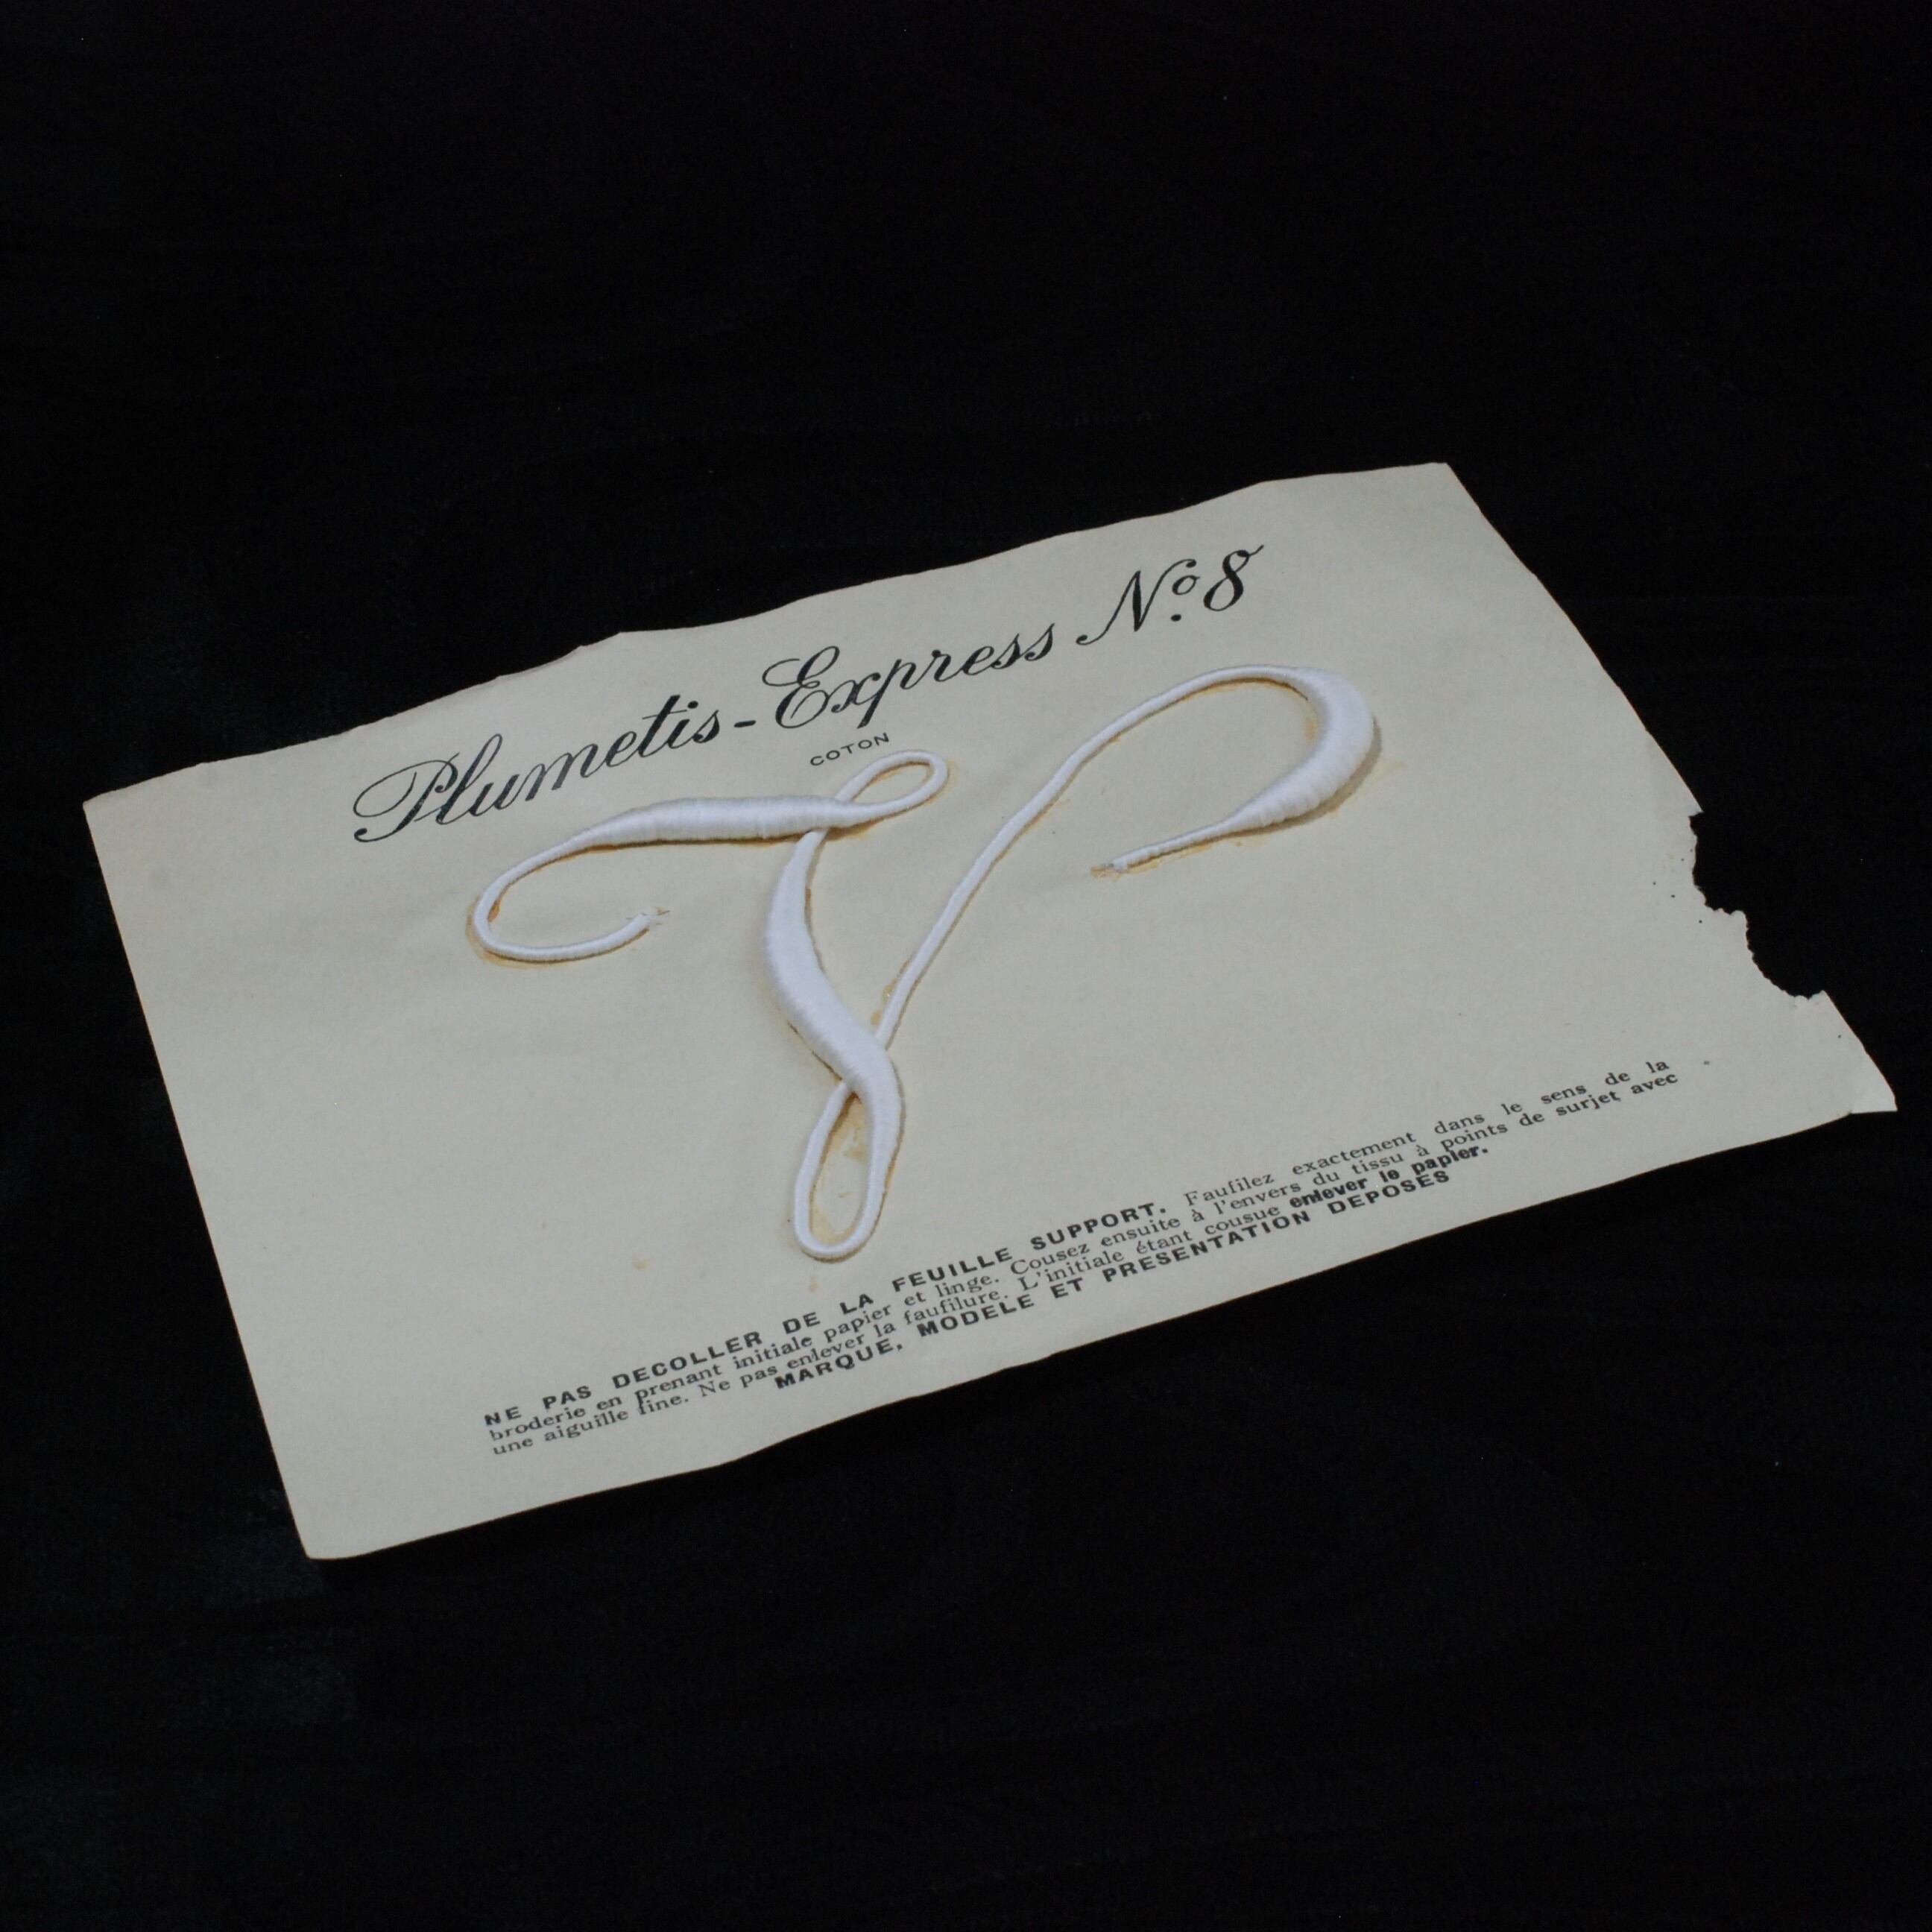 Plumetis-Express Nº 8
COTON
V
NE PAS DECOLLER DE LA FEUILLE SUPPORT. Faufilez exactement dans le sens de la
broderie en prenant initiale papier et linge. Cousez ensuite à l'envers du tissu à points de surjet avec
une aiguille fine. Ne pas enlever la faufilure. L'initiale étant cousue enlever le papier.
MARQUE, MODELE ET PRESENTATION DEPOSES